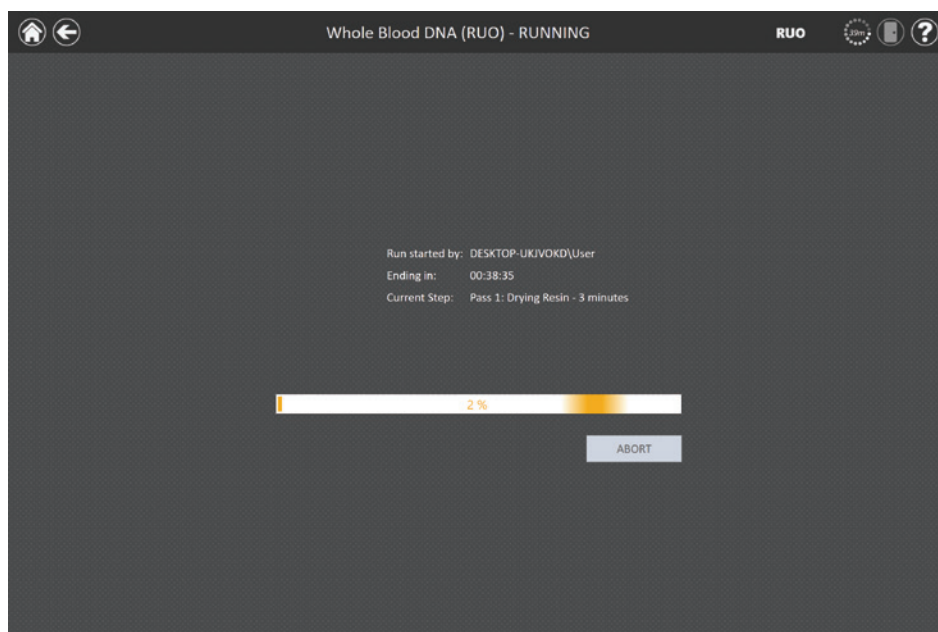 Whole Blood DNA (RUO) - RUNNING
RUO
39m
?
Run started by: DESKTOP-UKJVOKD\User
Ending in: 00:38:35
Current Step: Pass 1: Drying Resin - 3 minutes
2 %
ABORT